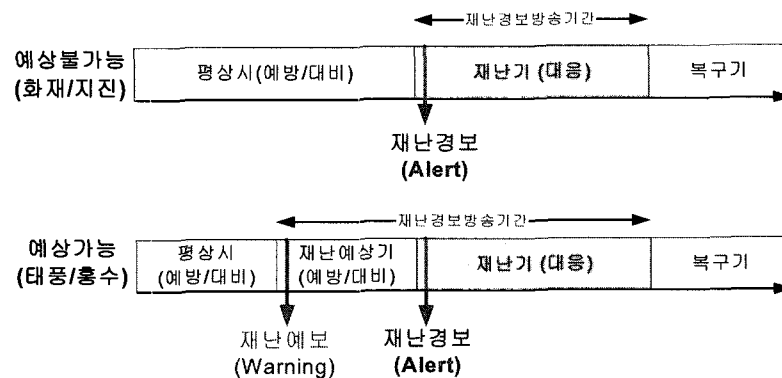 재난경보방송기간
예상불가능
(화재/지진)
평상시(예방/대비)
재난기 (대응)
복구기
재난경보
(Alert)
재난경보방송기간
예상가능
(태풍/홍수)
평상시
(예방/대비)
재난예상기
(예방/대비)
재난기 (대응)
복구기
재난예보
(Warning)
재난경보
(Alert)